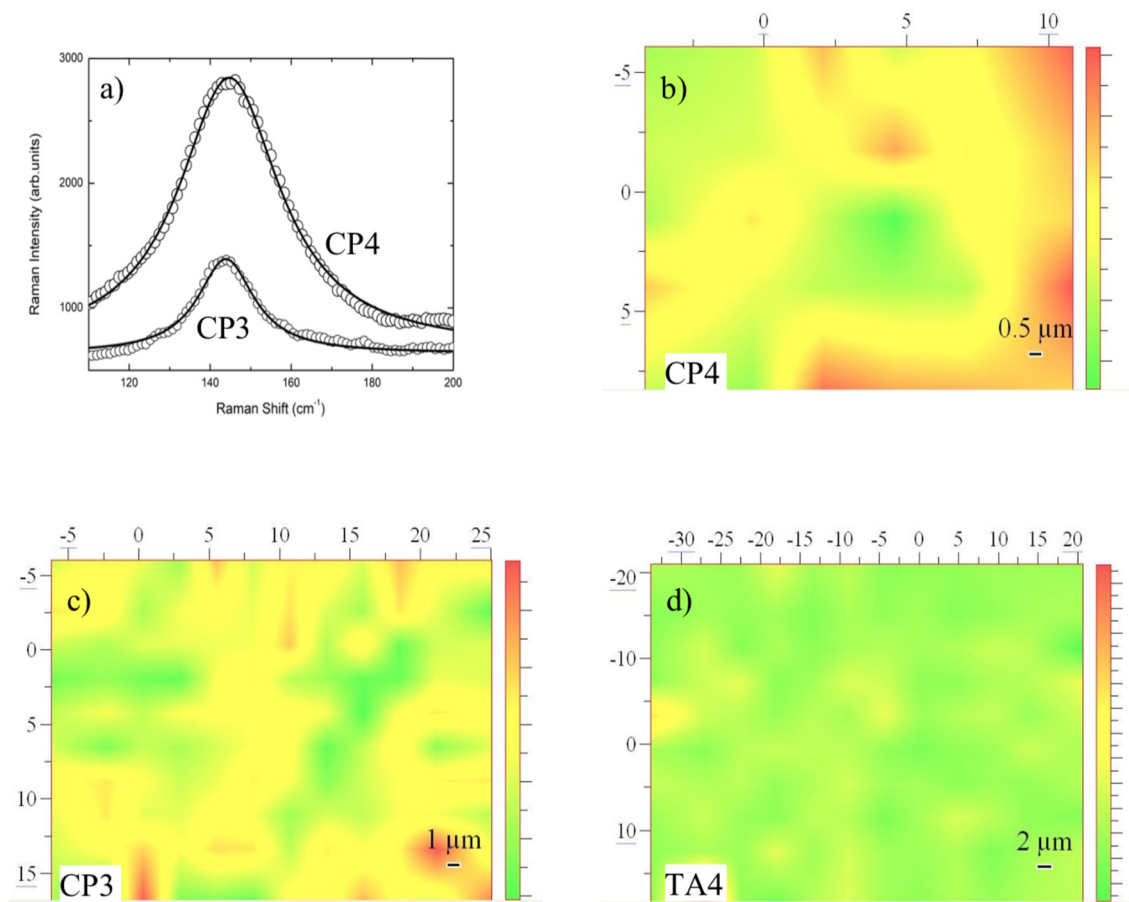 a)
3000
2000
1000
120 140 160 180 200
Raman Intensity (arb.units)
Raman Shift (cm-1)
CP4
CP3
b)
0 5 10
-5
0
5
0.5 μm
CP4
c)
-5 0 5 10 15 20 25
-5
0
5
10
15
1 μm
CP3
d)
-30 -25 -20 -15 -10 -5 0 5 10 15 20
-20
-10
0
10
2 μm
TA4